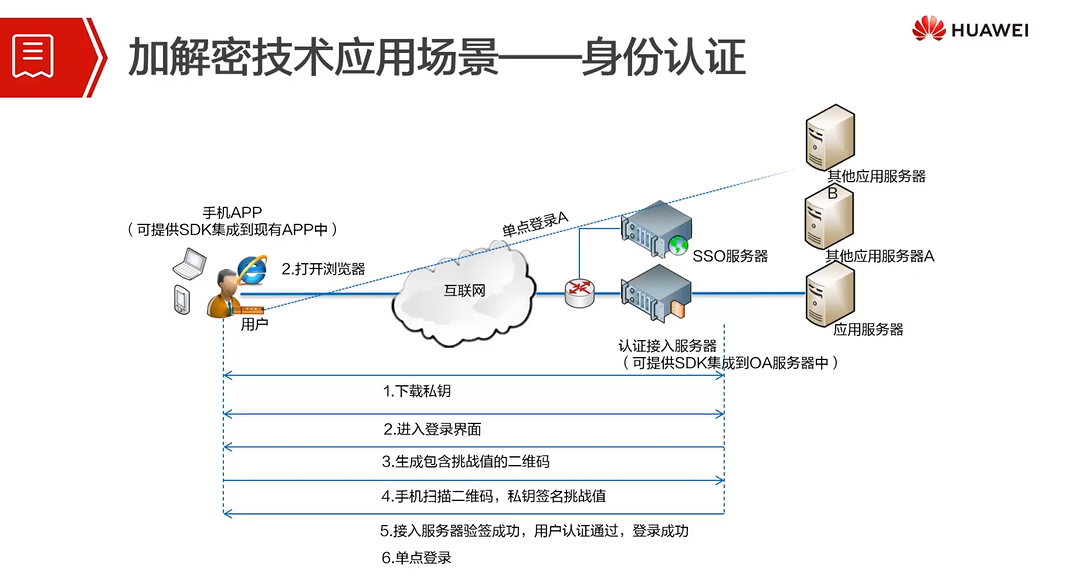 加解密技术应用场景——身份认证
HUAWEI
其他应用服务器
B
手机APP
（可提供SDK集成到现有APP中）
单点登录A
SSO服务器
其他应用服务器A
2.打开浏览器
互联网
用户
应用服务器
认证接入服务器
（可提供SDK集成到OA服务器中）
1.下载私钥
2.进入登录界面
3.生成包含挑战值的二维码
4.手机扫描二维码，私钥签名挑战值
5.接入服务器验签成功，用户认证通过，登录成功
6.单点登录